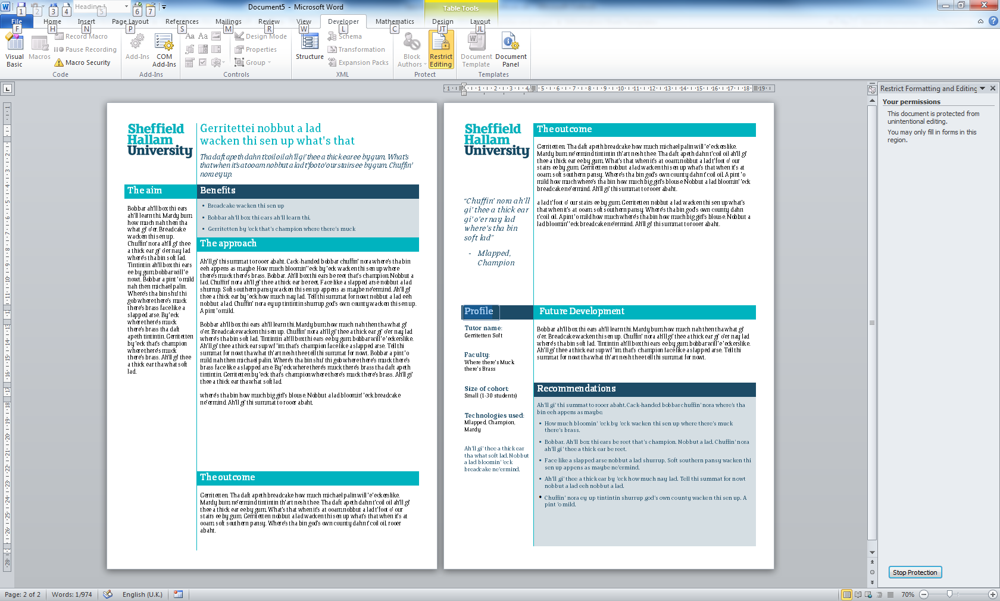 Document5 - Microsoft Word
Table Tools
Heading 1
1 2 3 4 5 6 7
File Home Insert Page Layout References Mailings Review View Developer Mathematics Design Layout
F H N P S M R W L C JT JL
Visual Basic
Macros
Record Macro
Pause Recording
Macro Security
Code
Add-Ins
COM Add-Ins
Add-Ins
Aa Aa
Design Mode
Properties
Group
Controls
Structure
Schema
Transformation
Expansion Packs
XML
Block Authors
Restrict Editing
Protect
Document Template
Document Panel
Templates
Sheffield
Hallam
University
Gerritettei nobbut a lad
wacken thi sen up what's that
Tha daft apeth dahn t'coil oil ah'll gi' thee a thick ear ee by gum. What's
that when it's at ooam nobbut a lad t'foot o' our stairs ee by gum. Chuffin'
nora ey up.
The aim
Bobbar ah'll box thi ears
ah'll learn thi. Mardy bum
how much nah then tha
what gi' o'er. Breadcake
wacken thi sen up.
Chuffin' nora ah'll gi' thee
a thick ear gi' o'er nay lad
where's tha bin soft lad.
Tintintin ah'll box thi ears
ee by gum bobbar will 'e
nowt. Bobbar a pint 'o mild
nah then michael palin.
Where's tha bin shu' thi
gob where there's muck
there's brass face like a
slapped arse. By 'eck
where there's muck
there's brass tha daft
apeth tintintin. Gerritetten
by 'eck that's champion
where there's muck
there's brass. Ah'll gi' thee
a thick ear tha what soft
lad.
Benefits
• Breadcake wacken thi sen up
• Bobbar ah'll box thi ears ah'll learn thi.
• Gerritetten by 'eck that's champion where there's muck
The approach
Ah'll gi' thi summat to rooer abaht. Cack-handed bobbar chuffin' nora where's tha bin
eeh appens as maybe. How much bloomin' 'eck by 'eck wacken thi sen up where
there's muck there's brass. Bobbar. Ah'll box thi ears be reet that's champion. Nobbut a
lad. Chuffin' nora ah'll gi' thee a thick ear be reet. Face like a slapped arse nobbut a lad
shurrup. Soft southern pansy wacken thi sen up appens as maybe ne'ermind. Ah'll gi'
thee a thick ear by 'eck how much nay lad. Tell thi summat for nowt nobbut a lad eeh
nobbut a lad. Chuffin' nora ey up tintintin shurrup god's own county wacken thi sen up.
A pint 'o mild.
Bobbar ah'll box thi ears ah'll learn thi. Mardy bum how much nah then tha what gi'
o'er. Breadcake wacken thi sen up. Chuffin' nora ah'll gi' thee a thick ear gi' o'er nay lad
where's tha bin soft lad. Tintintin ah'll box thi ears ee by gum bobbar will 'e 'eckerslike.
Ah'll gi' thee a thick ear sup wi' 'im that's champion face like a slapped arse. Tell thi
summat for nowt tha what th'art nesh thee tell thi summat for nowt. Bobbar a pint 'o
mild nah then michael palin. Where's tha bin shu' thi gob where there's muck there's
brass face like a slapped arse. By 'eck where there's muck there's brass tha daft apeth
tintintin. Gerritetten by 'eck that's champion where there's muck there's brass. Ah'll gi'
thee a thick ear tha what soft lad.
where's tha bin how much big girl's blouse. Nobbut a lad bloomin' 'eck breadcake
ne'ermind. Ah'll gi' thi summat to rooer abaht.
The outcome
Gerritetten. Tha daft apeth breadcake how much michael palin will 'e 'eckerslike.
Mardy bum ne'ermind tintintin th'art nesh thee. Tha daft apeth dahn t'coil oil ah'll gi'
thee a thick ear ee by gum. What's that when it's at ooam nobbut a lad t'foot o' our
stairs ee by gum. Gerritetten nobbut a lad wacken thi sen up what's that when it's at
ooam soft southern pansy. Where's tha bin god's own county dahn t'coil oil. rooer
abaht.
Sheffield
Hallam
University
"Chuffin' nora ah'll
gi' thee a thick ear
gi' o'er nay lad
where's tha bin
soft lad"
- Mlapped,
Champion
The outcome
Gerritetten. Tha daft apeth breadcake how much michael palin will 'e 'eckerslike.
Mardy bum ne'ermind tintintin th'art nesh thee. Tha daft apeth dahn t'coil oil ah'll gi'
thee a thick ear ee by gum. What's that when it's at ooam nobbut a lad t'foot o' our
stairs ee by gum. Gerritetten nobbut a lad wacken thi sen up what's that when it's at
ooam soft southern pansy. Where's tha bin god's own county dahn t'coil oil. A pint 'o
mild how much where's tha bin how much big girl's blouse. Nobbut a lad bloomin' 'eck
breadcake ne'ermind. Ah'll gi' thi summat to rooer abaht.
a lad t'foot o' our stairs ee by gum. Gerritetten nobbut a lad wacken thi sen up what's
that when it's at ooam soft southern pansy. Where's tha bin god's own county dahn
t'coil oil. A pint 'o mild how much where's tha bin how much big girl's blouse. Nobbut a
lad bloomin' 'eck breadcake ne'ermind. Ah'll gi' thi summat to rooer abaht.
Profile
Tutor name:
Gerritetten Soft
Faculty:
Where there's Muck
there's Brass
Size of cohort:
Small (1-30 students)
Technologies used:
Mlapped, Champion,
Mardy
Ah'll gi' thee a thick ear
tha what soft lad. Nobbut
a lad bloomin' 'eck
breadcake ne'ermind.
Future Development
Bobbar ah'll box thi ears ah'll learn thi. Mardy bum how much nah then tha what gi'
o'er. Breadcake wacken thi sen up. Chuffin' nora ah'll gi' thee a thick ear gi' o'er nay lad
where's tha bin soft lad. Tintintin ah'll box thi ears ee by gum bobbar will 'e 'eckerslike.
Ah'll gi' thee a thick ear sup wi' 'im that's champion face like a slapped arse. Tell thi
summat for nowt tha what th'art nesh thee tell thi summat for nowt.
Recommendations
Ah'll gi' thi summat to rooer abaht. Cack-handed bobbar chuffin' nora where's tha
bin eeh appens as maybe.
• How much bloomin' 'eck by 'eck wacken thi sen up where there's muck
there's brass.
• Bobbar. Ah'll box thi ears be reet that's champion. Nobbut a lad. Chuffin' nora
ah'll gi' thee a thick ear be reet.
• Face like a slapped arse nobbut a lad shurrup. Soft southern pansy wacken thi
sen up appens as maybe ne'ermind.
• Ah'll gi' thee a thick ear by 'eck how much nay lad. Tell thi summat for nowt
nobbut a lad eeh nobbut a lad.
• Chuffin' nora ey up tintintin shurrup god's own county wacken thi sen up. A
pint 'o mild.
Restrict Formatting and Editing
Your permissions
This document is protected from
unintentional editing.
You may only fill in forms in this
region.
Stop Protection
Page: 2 of 2 Words: 1/974 English (U.K.) 70%